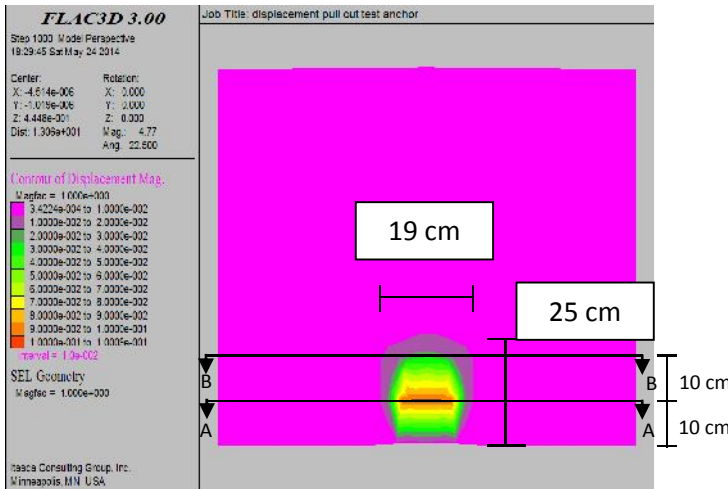 FLAC3D 3.00
Job Title: displacement pull out test anchor
Step 1000 Model Perspective
18:29:45 Sat May 24 2014
Center: Rotation:
X: -4.514e-006 X: 0.000
Y: -1.019e-006 Y: 0.000
Z: 4.448e-001 Z: 0.000
Dist: 1.306e+001 Mag.: 4.77
Ang.: 22.500
Contour of Displacement Mag.
Magfac = 1.000e+000
3.4224e-004 to 1.0000e-002
1.0000e-002 to 2.0000e-002
2.0000e-002 to 3.0000e-002
3.0000e-002 to 4.0000e-002
4.0000e-002 to 5.0000e-002
5.0000e-002 to 6.0000e-002
6.0000e-002 to 7.0000e-002
7.0000e-002 to 8.0000e-002
8.0000e-002 to 9.0000e-002
9.0000e-002 to 1.0000e-001
1.0000e-001 to 1.0009e-001
Interval = 1.0e-002
SEL Geometry
Magfac = 1.000e+000
Itasca Consulting Group, Inc.
Minneapolis, MN USA
19 cm
25 cm
B B 10 cm
A A 10 cm